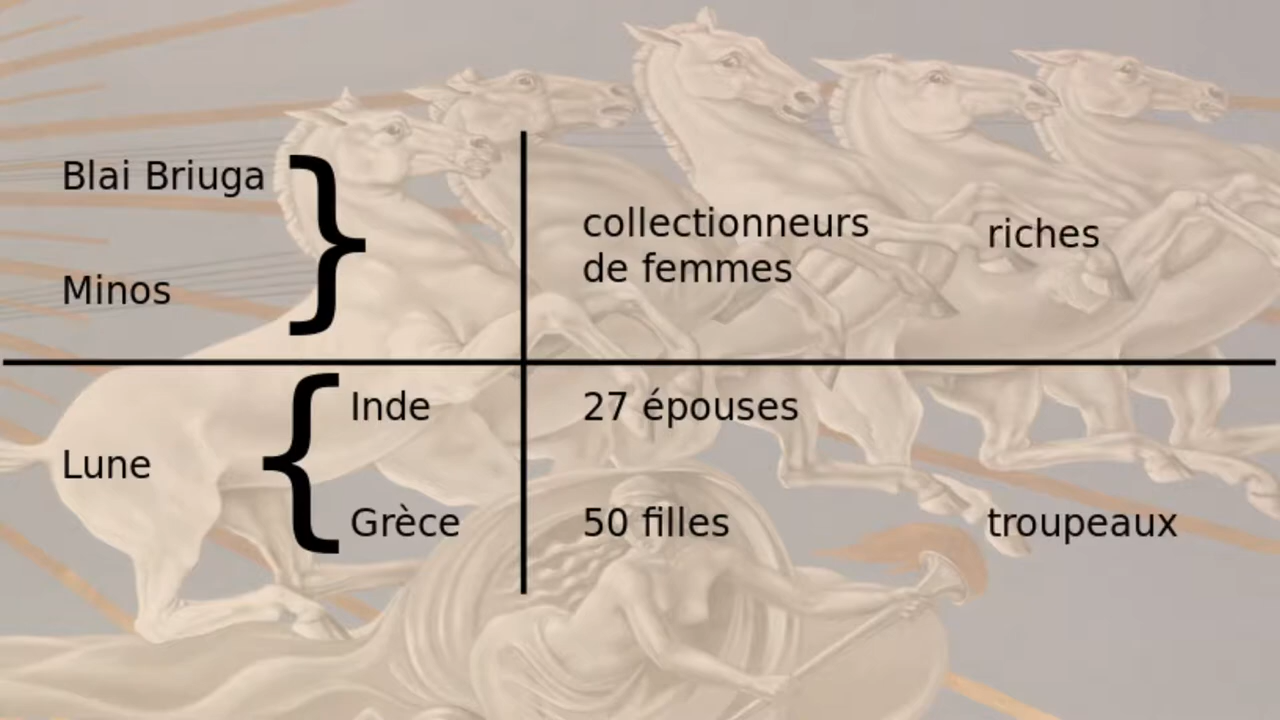 Blai Briuga
Minos
collectionneurs
de femmes
riches
Lune
Inde
27 épouses
Grèce
50 filles
troupeaux